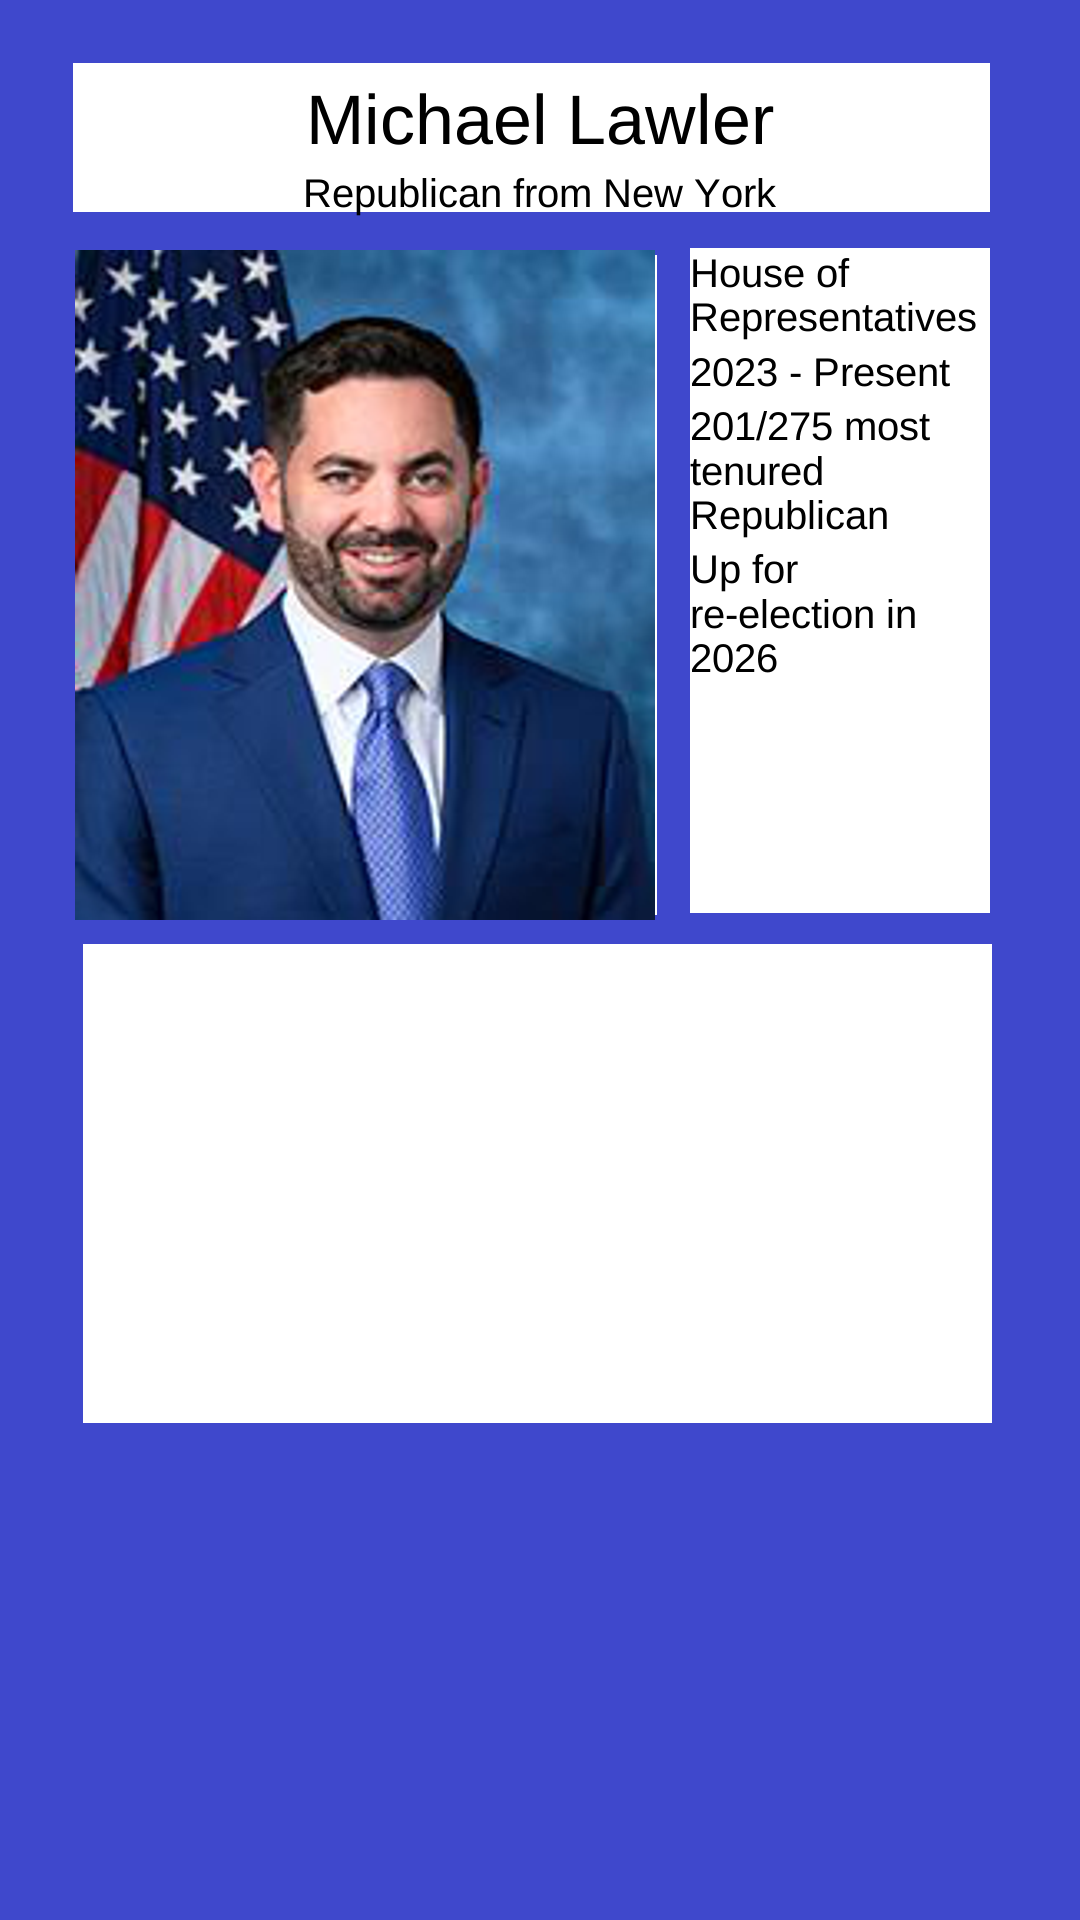 Michael Lawler
Republican from New York
House of
Representatives
2023 - Present
201/275 most
tenured
Republican
Up for
re-election in
2026